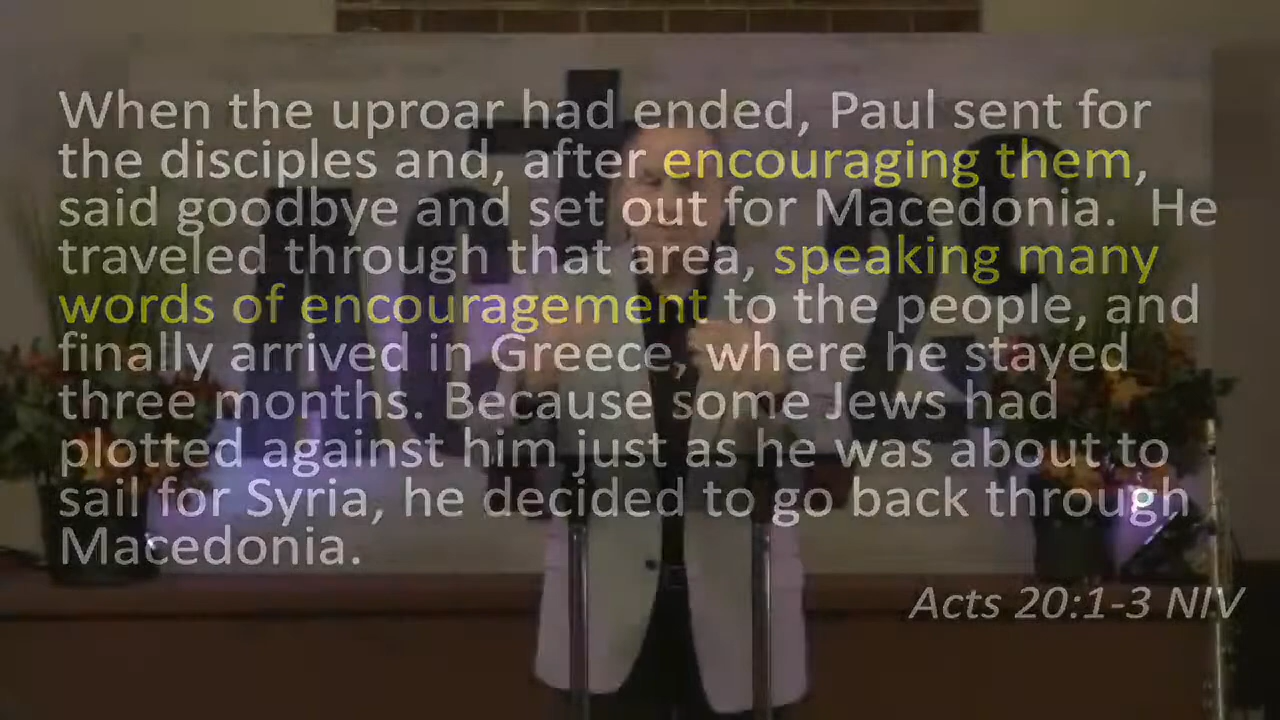 When the uproar had ended, Paul sent for
the disciples and, after encouraging them,
said goodbye and set out for Macedonia.  He
traveled through that area, speaking many
words of encouragement to the people, and
finally arrived in Greece, where he stayed
three months. Because some Jews had
plotted against him just as he was about to
sail for Syria, he decided to go back through
Macedonia.
Acts 20:1-3 NIV
ACT 29